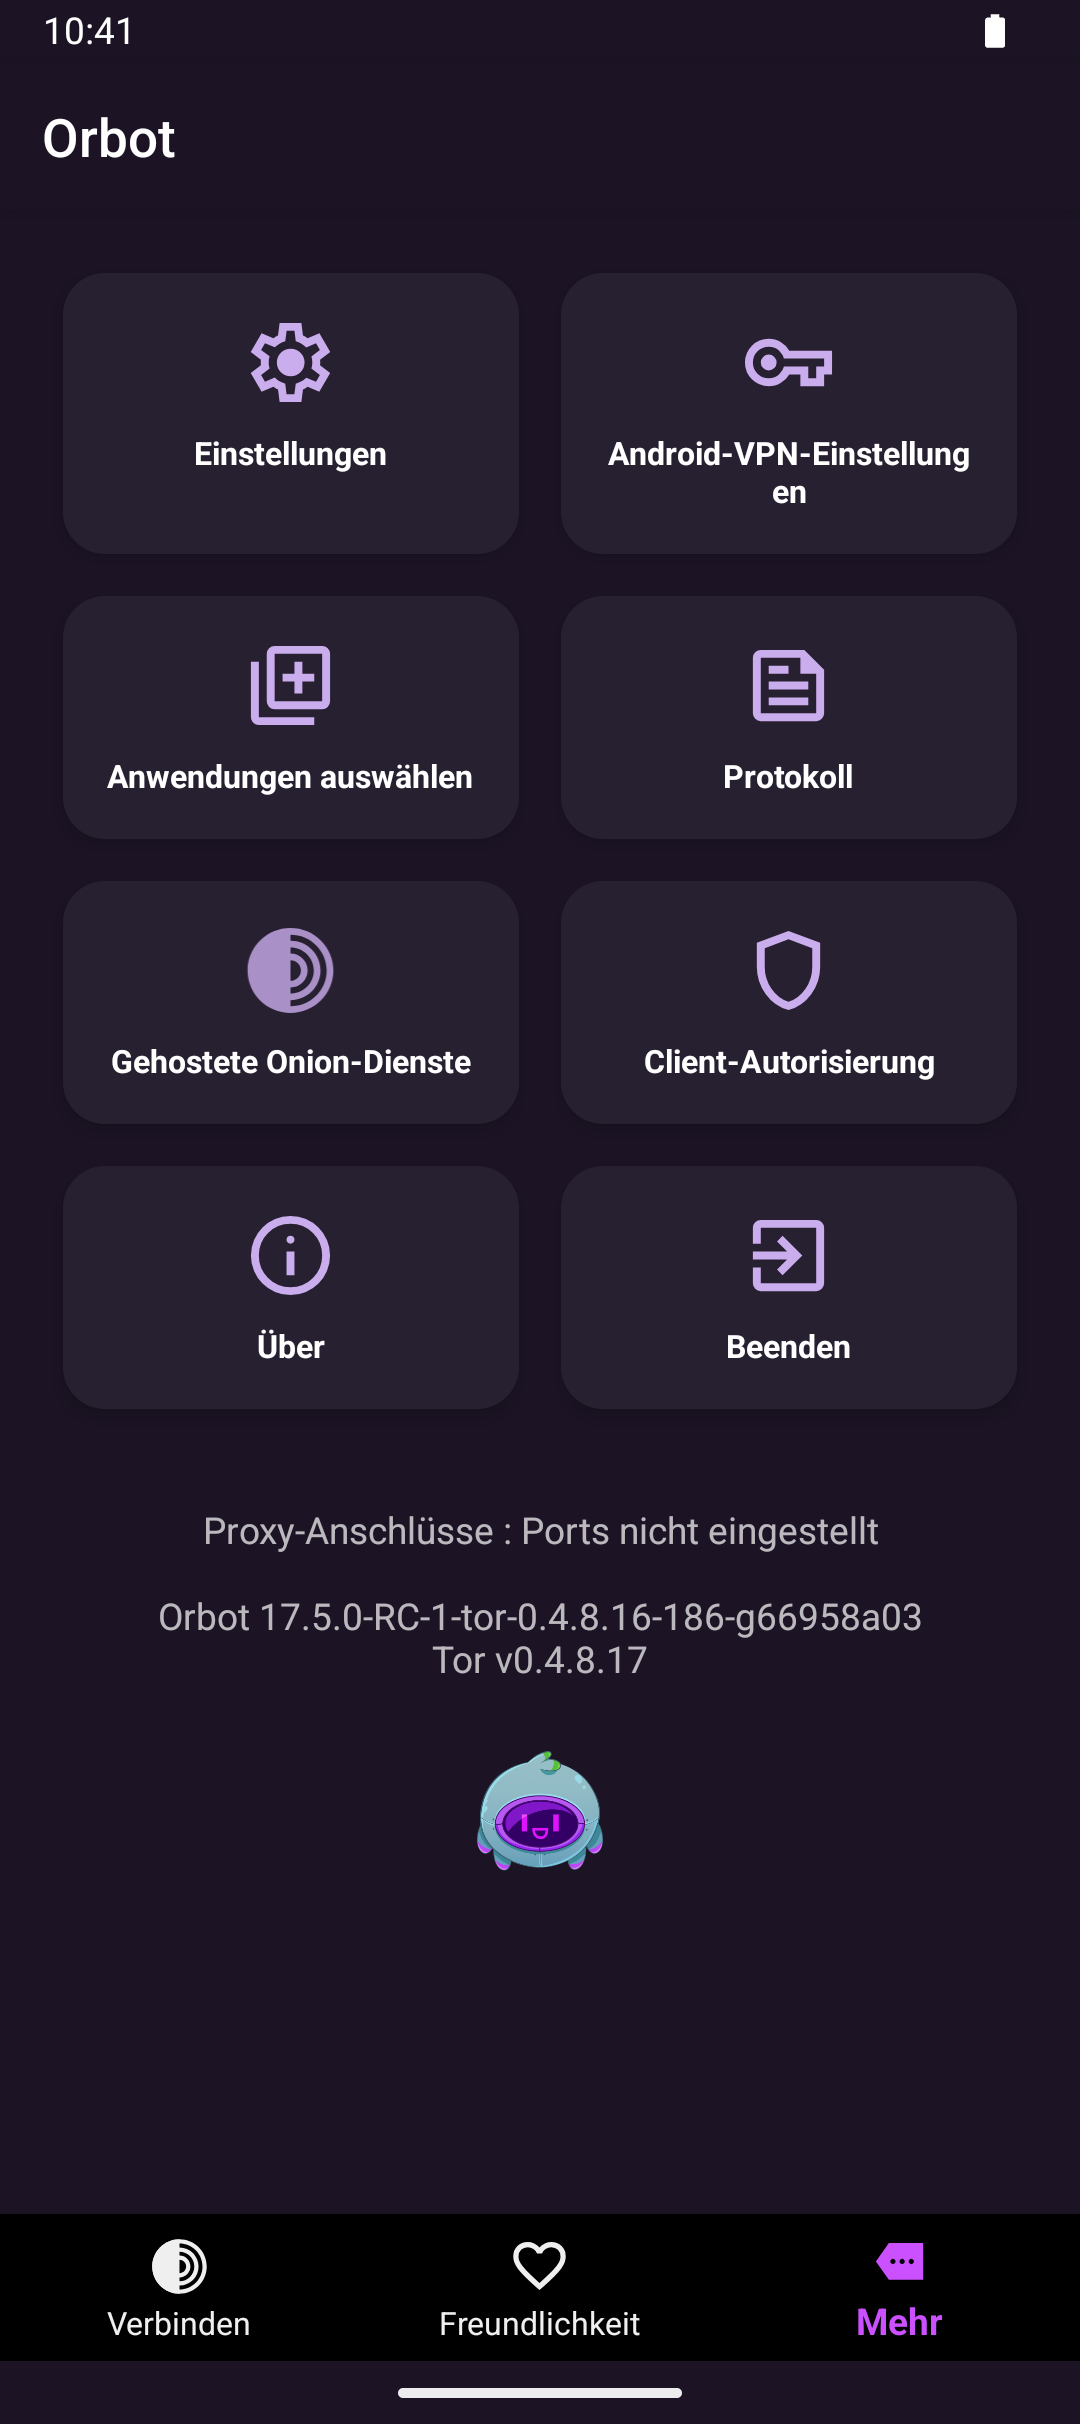 10:41
Orbot
Einstellungen
Android-VPN-Einstellung
en
Anwendungen auswählen
Protokoll
Gehostete Onion-Dienste
Client-Autorisierung
Über
Beenden
Proxy-Anschlüsse : Ports nicht eingestellt
Orbot 17.5.0-RC-1-tor-0.4.8.16-186-g66958a03
Tor v0.4.8.17
Verbinden
Freundlichkeit
Mehr